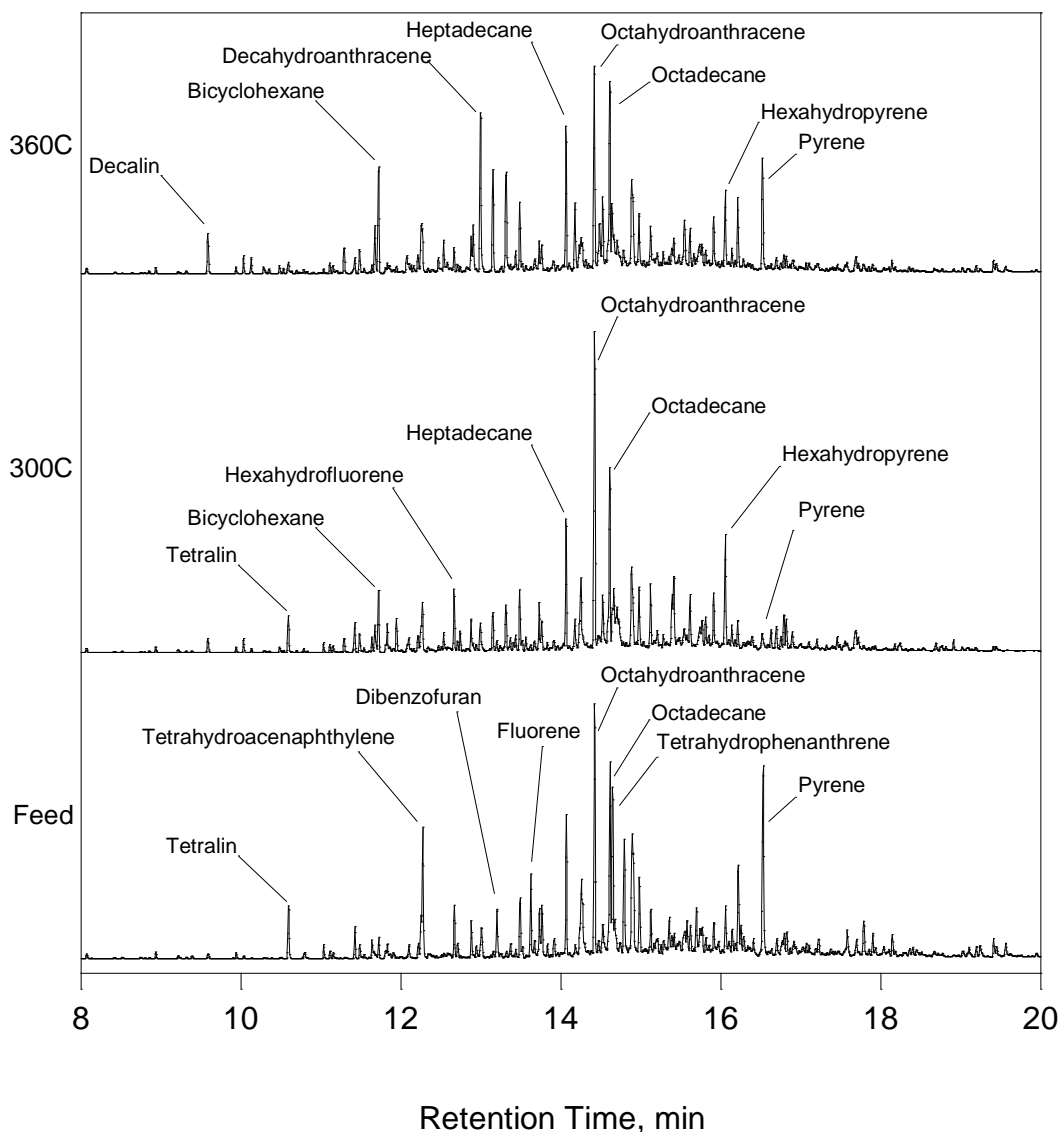 Heptadecane
Octahydroanthracene
Decahydroanthracene
Octadecane
Bicyclohexane
Hexahydropyrene
360C
Pyrene
Decalin
Octahydroanthracene
Octadecane
Heptadecane
Hexahydropyrene
300C
Hexahydrofluorene
Bicyclohexane
Pyrene
Tetralin
Octahydroanthracene
Dibenzofuran
Octadecane
Fluorene
Tetrahydroacenaphthylene
Tetrahydrophenanthrene
Pyrene
Feed
Tetralin
8 10 12 14 16 18 20
Retention Time, min